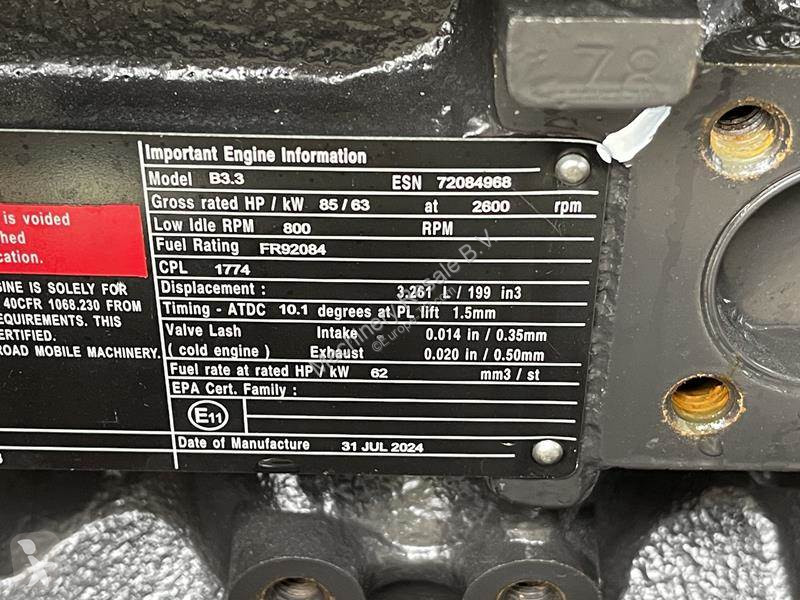 78
Important Engine Information
Model B3.3 ESN 72084968
Gross rated HP / kW 85/63 at 2600 rpm
Low Idle RPM 800 RPM
Fuel Rating FR92084
CPL 1774
Displacement : 3.261 L / 199 in3
Timing - ATDC 10.1 degrees at PL lift 1.5mm
Valve Lash Intake 0.014 in / 0.35mm
( cold engine ) Exhaust 0.020 in / 0.50mm
Fuel rate at rated HP / kW 62 mm3 / st
EPA Cert. Family :
E11
Date of Manufacture 31 JUL 2024
is voided
cation.
IS SOLELY FOR
40CFR 1068.230 FROM
REQUIREMENTS. THIS
ROAD MOBILE MACHINERY.